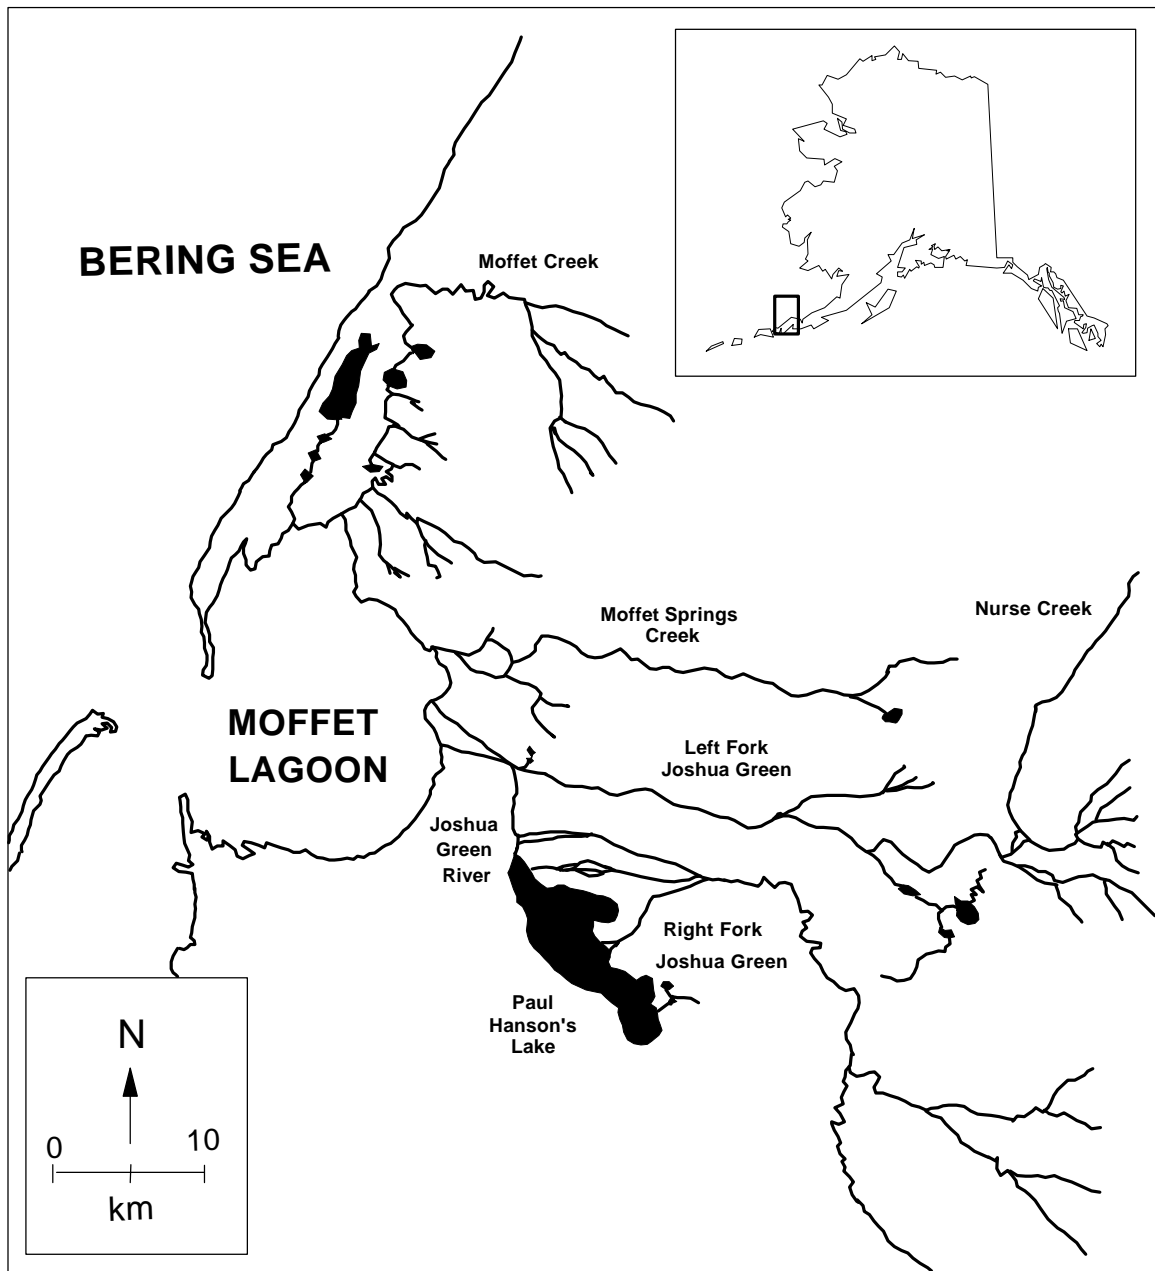 BERING SEA
Moffet Creek
Moffet Springs
Creek
Nurse Creek
MOFFET
LAGOON
Left Fork
Joshua Green
Joshua
Green
River
Right Fork
Joshua Green
Paul
Hanson's
Lake
N
0 10
km